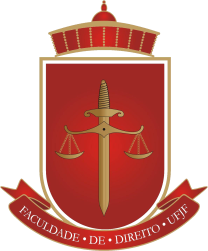 FACULDADE • DE • DIREITO • UFJF